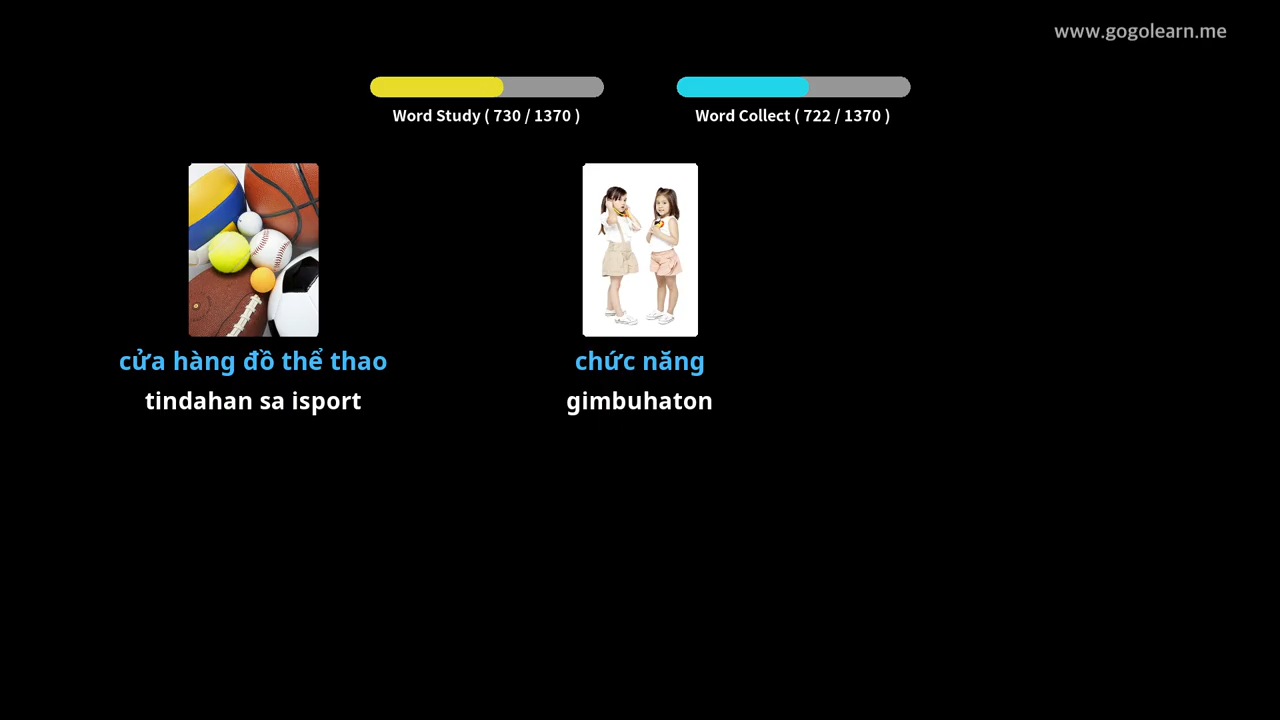 www.gogolearn.me
Word Study ( 730 / 1370 )
Word Collect ( 722 / 1370 )
cửa hàng đồ thể thao
tindahan sa isport
chức năng
gimbuhaton